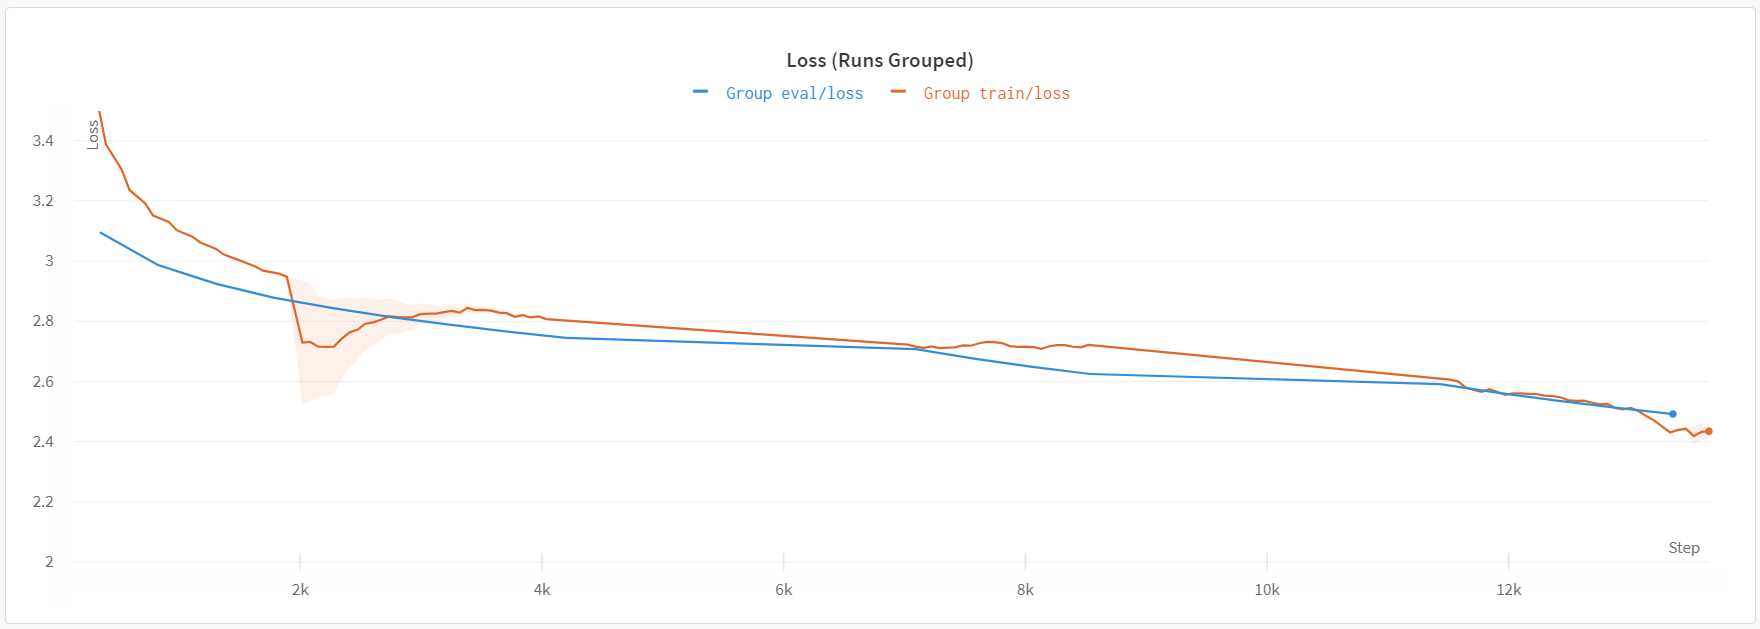 Loss (Runs Grouped)
Group eval/loss Group train/loss
Loss
3.4
3.2
3
2.8
2.6
2.4
2.2
2
Step
2k 4k 6k 8k 10k 12k